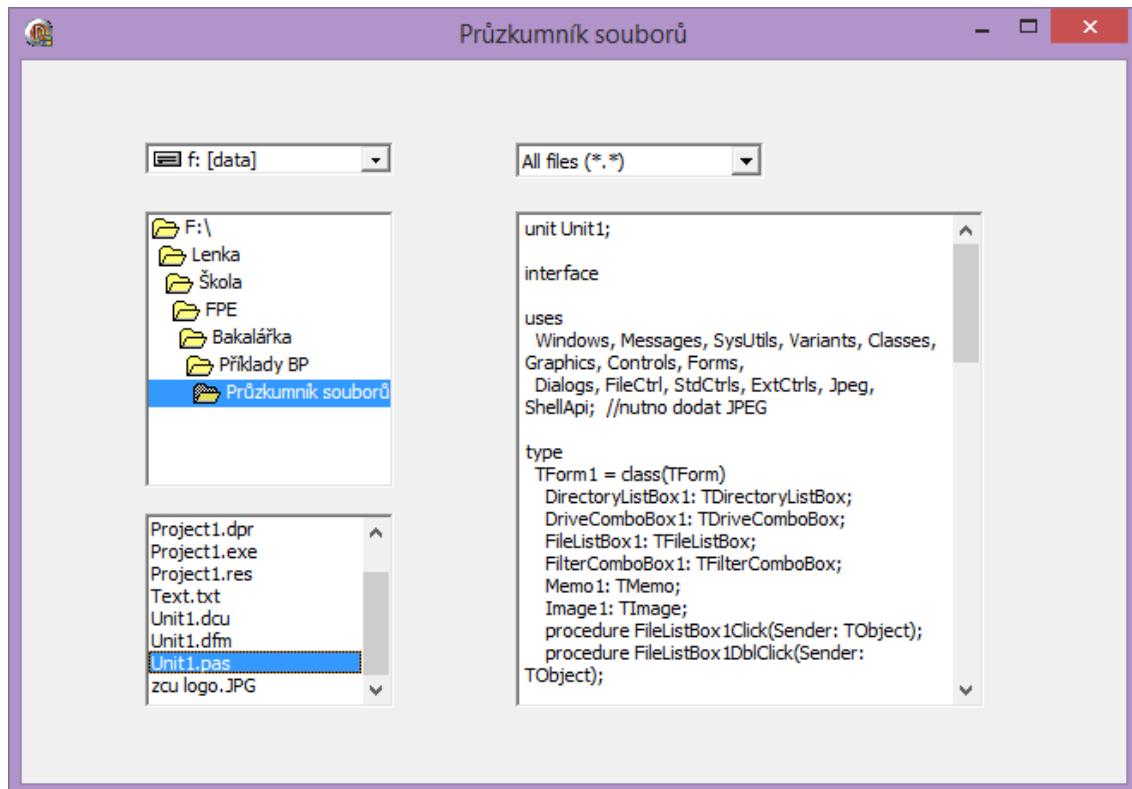 Průzkumník souborů
f: [data]
All files (*.*)
F:\
Lenka
Škola
FPE
Bakalářka
Příklady BP
Průzkumník souborů
Project1.dpr
Project1.exe
Project1.res
Text.txt
Unit1.dcu
Unit1.dfm
Unit1.pas
zcu logo.JPG
unit Unit1;
interface
uses
Windows, Messages, SysUtils, Variants, Classes,
Graphics, Controls, Forms,
Dialogs, FileCtrl, StdCtrls, ExtCtrls, Jpeg,
ShellApi;  //nutno dodat JPEG
type
TForm1 = class(TForm)
DirectoryListBox1: TDirectoryListBox;
DriveComboBox1: TDriveComboBox;
FileListBox1: TFileListBox;
FilterComboBox1: TFilterComboBox;
Memo1: TMemo;
Image1: TImage;
procedure FileListBox1Click(Sender: TObject);
procedure FileListBox1DblClick(Sender:
TObject);